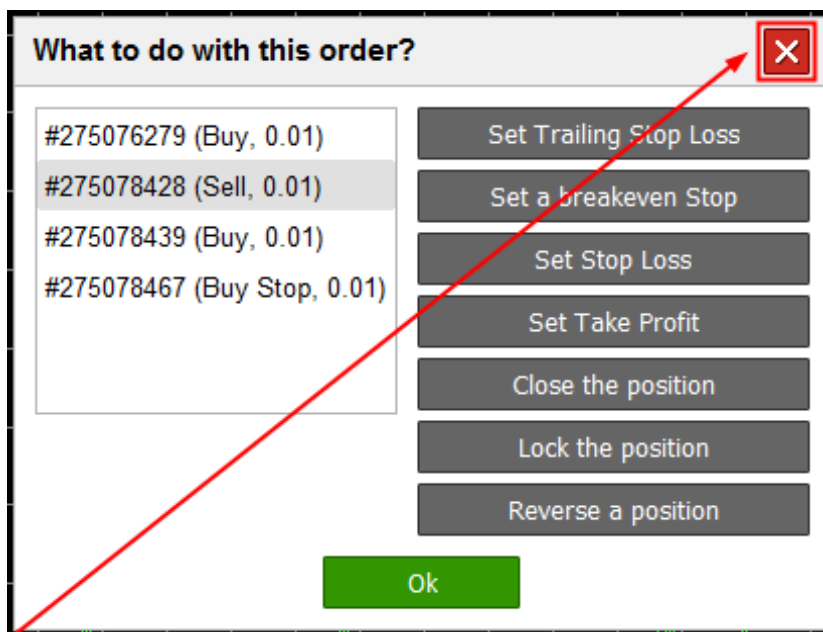 What to do with this order?
#275076279 (Buy, 0.01)
#275078428 (Sell, 0.01)
#275078439 (Buy, 0.01)
#275078467 (Buy Stop, 0.01)
Set Trailing Stop Loss
Set a breakeven Stop
Set Stop Loss
Set Take Profit
Close the position
Lock the position
Reverse a position
Ok